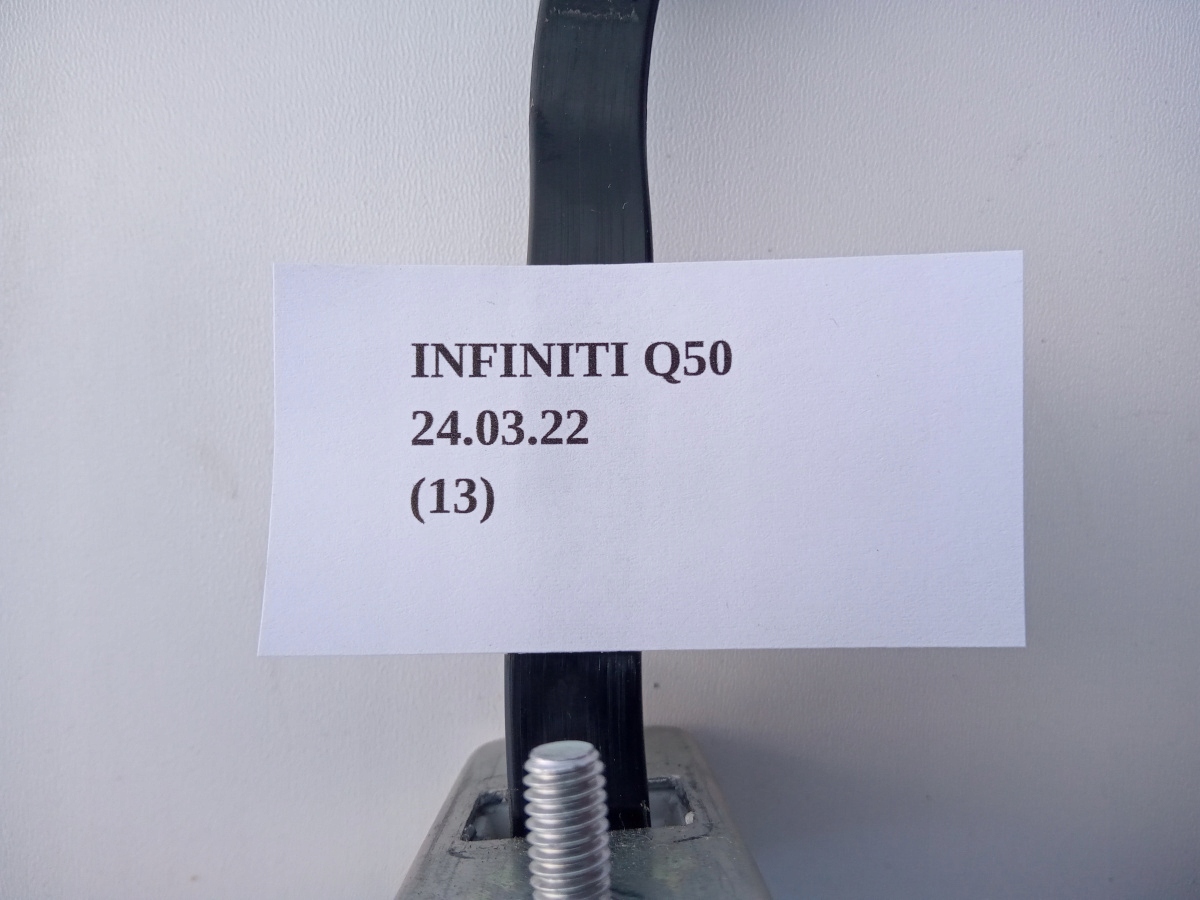 INFINITI Q50
24.03.22
(13)